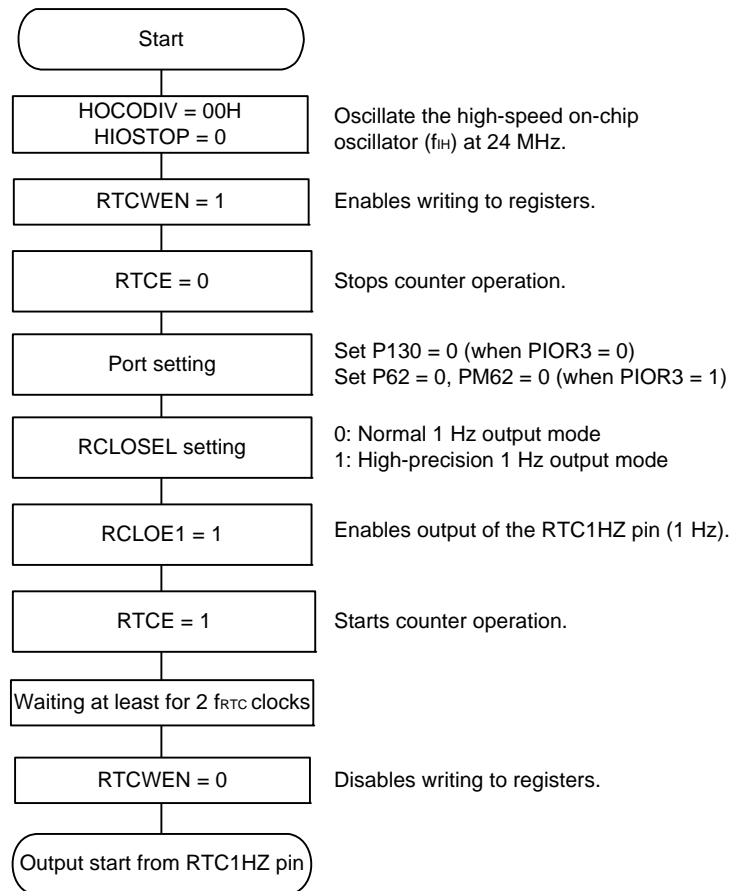 Start
HOCODIV = 00H
HIOSTOP = 0
Oscillate the high-speed on-chip
oscillator (fIH) at 24 MHz.
RTCWEN = 1
Enables writing to registers.
RTCE = 0
Stops counter operation.
Port setting
Set P130 = 0 (when PIOR3 = 0)
Set P62 = 0, PM62 = 0 (when PIOR3 = 1)
RCLOSEL setting
0: Normal 1 Hz output mode
1: High-precision 1 Hz output mode
RCLOE1 = 1
Enables output of the RTC1HZ pin (1 Hz).
RTCE = 1
Starts counter operation.
Waiting at least for 2 fRTC clocks
RTCWEN = 0
Disables writing to registers.
Output start from RTC1HZ pin